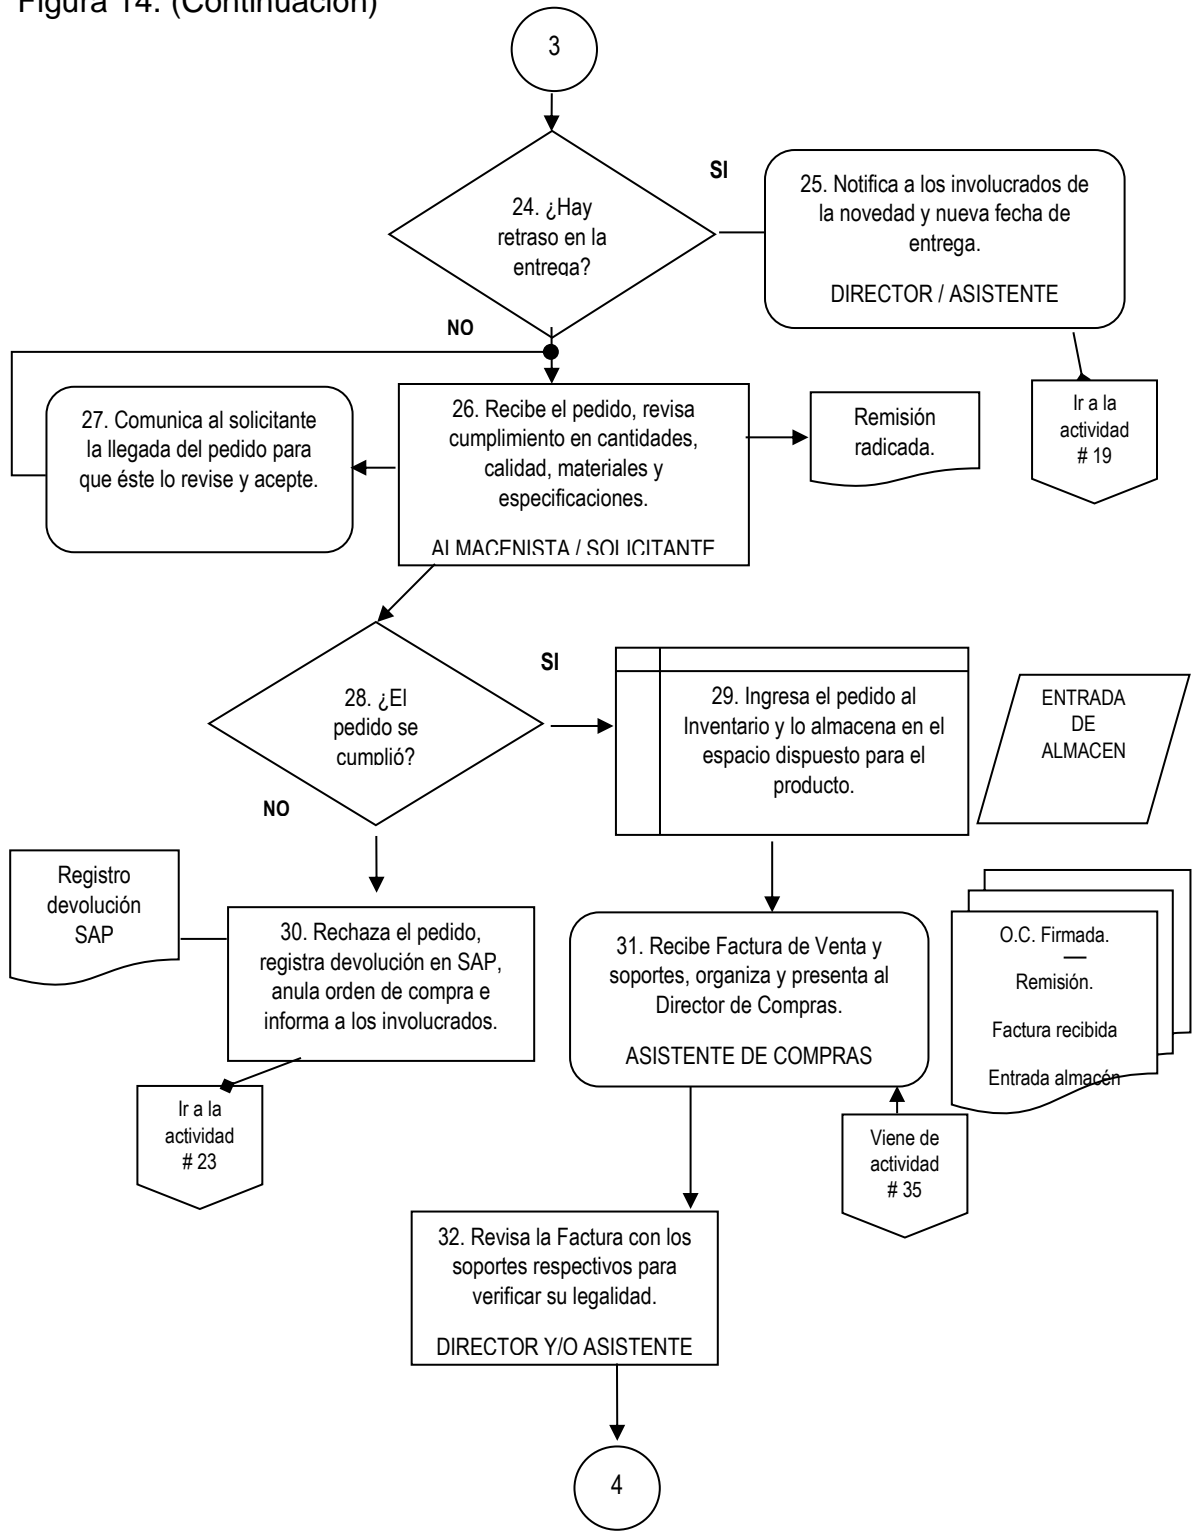 Figura 14. (Continuación)
3
24. ¿Hay
retraso en la
entrega?
SI
25. Notifica a los involucrados de
la novedad y nueva fecha de
entrega.
DIRECTOR / ASISTENTE
NO
Ir a la
actividad
# 19
26. Recibe el pedido, revisa
cumplimiento en cantidades,
calidad, materiales y
especificaciones.
ALMACENISTA / SOLICITANTE
Remisión
radicada.
27. Comunica al solicitante
la llegada del pedido para
que éste lo revise y acepte.
28. ¿El
pedido se
cumplió?
SI
29. Ingresa el pedido al
Inventario y lo almacena en el
espacio dispuesto para el
producto.
ENTRADA
DE
ALMACEN
NO
Registro
devolución
SAP
30. Rechaza el pedido,
registra devolución en SAP,
anula orden de compra e
informa a los involucrados.
31. Recibe Factura de Venta y
soportes, organiza y presenta al
Director de Compras.
ASISTENTE DE COMPRAS
O.C. Firmada.
Remisión.
Factura recibida
Entrada almacén
Ir a la
actividad
# 23
Viene de
actividad
# 35
32. Revisa la Factura con los
soportes respectivos para
verificar su legalidad.
DIRECTOR Y/O ASISTENTE
4